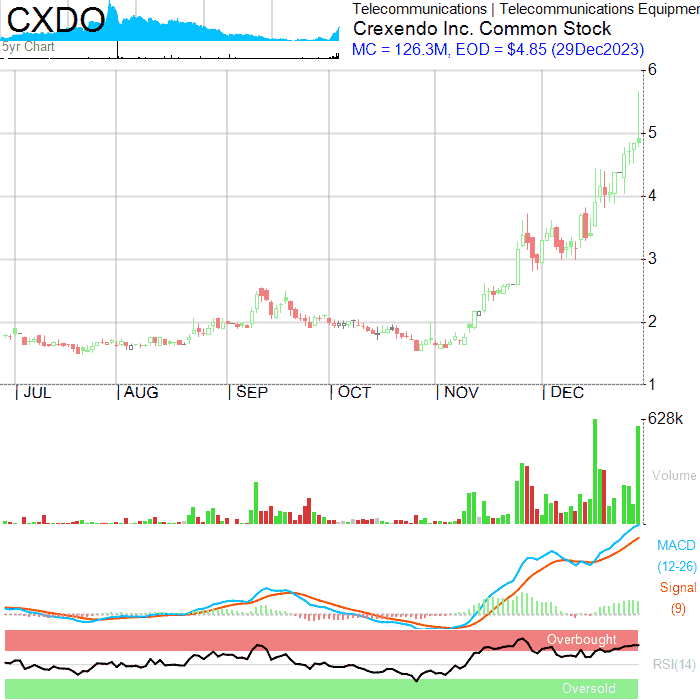 CXDO
5yr Chart
Telecommunications | Telecommunications Equipmen
Crexendo Inc. Common Stock
MC = 126.3M, EOD = $4.85 (29Dec2023)
6
5
4
3
2
1
JUL AUG SEP OCT NOV DEC
628k
Volume
MACD
(12-26)
Signal
(9)
Overbought
RSI(14)
Oversold